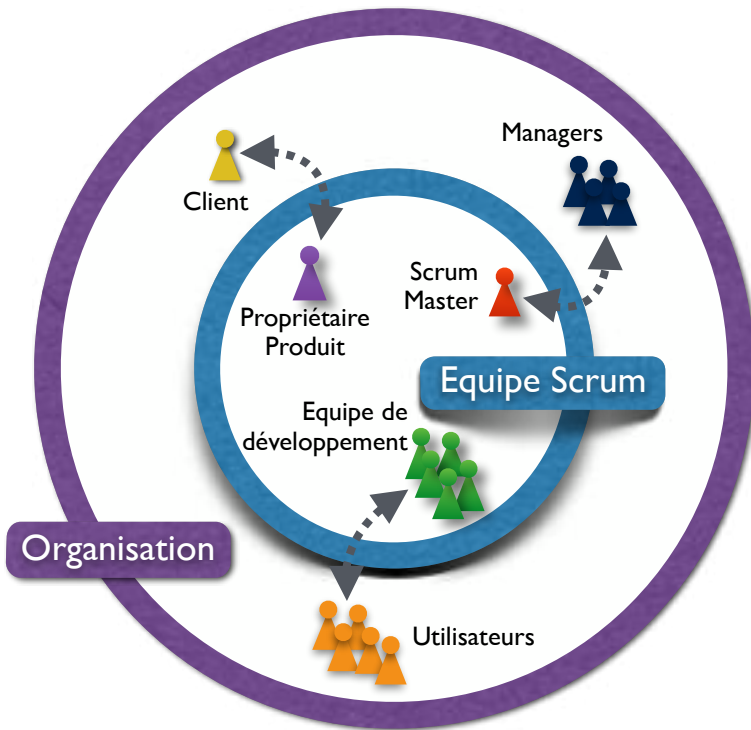 Managers
Client
Scrum
Master
Propriétaire
Produit
Equipe Scrum
Equipe de
développement
Organisation
Utilisateurs